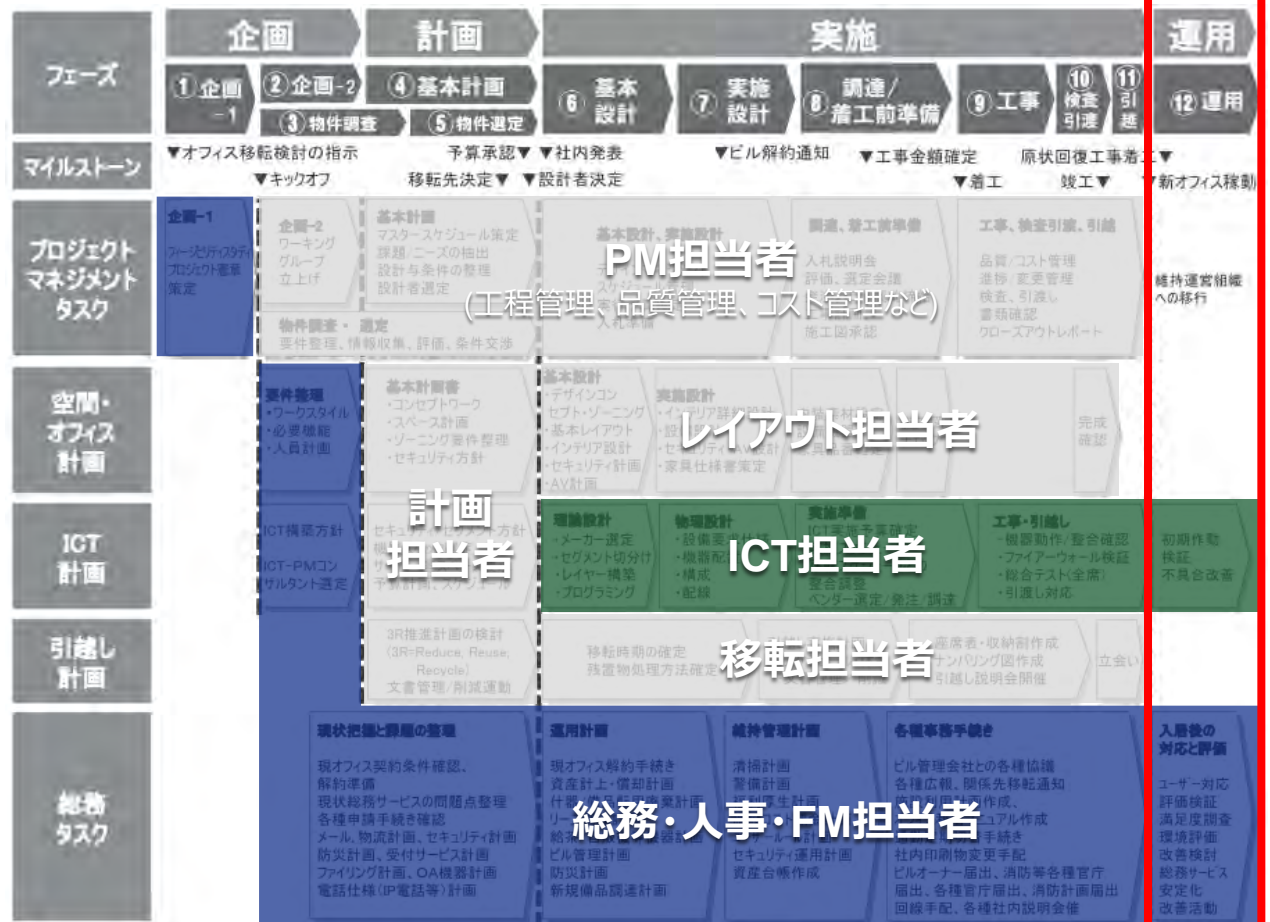 フェーズ
企画
計画
実施
運用
①企画-1
②企画-2
③物件調査
④基本計画
⑤物件選定
⑥基本設計
⑦実施設計
⑧調達/着工前準備
⑨工事
⑩検査引渡
⑪引越
⑫運用
マイルストーン
▼オフィス移転検討の指示
予算承認▼
▼社内発表
▼ビル解約通知
▼工事金額確定
原状回復工事着工▼
▼キックオフ
移転先決定▼
▼設計者決定
▼着工
竣工▼
▼新オフィス稼動
プロジェクト
マネジメント
タスク
企画-1
フィージビリティスタディ
プロジェクト憲章
策定
企画-2
ワーキング
グループ
立上げ
基本計画
マスタースケジュール策定
課題/ニーズの抽出
設計与条件の整理
設計者選定
物件調査・選定
要件整理、情報収集、評価、条件交渉
基本設計、実施設計
入札準備
調達、着工前準備
入札説明会
評価、選定会議
施工図承認
工事、検査引渡、引越
品質/コスト管理
進捗/変更管理
検査、引渡し
書類確認
クローズアウトレポート
維持運営組織
への移行
PM担当者
(工程管理、品質管理、コスト管理など)
空間・
オフィス
計画
要件整理
・ワークスタイル
・必要機能
・人員計画
基本計画書
・コンセプトワーク
・スペース計画
・ゾーニング要件整理
・セキュリティ方針
基本設計
・デザインコン
セプト・ゾーニング
・基本レイアウト
・インテリア設計
・セキュリティ計画
・AV計画
実施設計
・インテリア詳細設計
・家具仕様書策定
完成
確認
レイアウト担当者
計画
担当者
ICT
計画
ICT構築方針
ICT-PMコン
サルタント選定
理論設計
・メーカー選定
・セグメント切分け
・レイヤー構築
・プログラミング
物理設計
・構成
・配線
実施準備
ICT実施予算確定
整合調整
ベンダー選定/発注/調達
工事・引越し
・機器動作/整合確認
・ファイアーウォール検証
・総合テスト(全席)
・引渡し対応
初期作動
検証
不具合改善
ICT担当者
引越し
計画
3R推進計画の検討
(3R=Reduce, Reuse,
Recycle)
文書管理/削減運動
移転時期の確定
残置物処理方法確定
座席表・収納割作成
ナンバリング図作成
引越し説明会開催
立会い
移転担当者
総務
タスク
現状把握と課題の整理
現オフィス契約条件確認、
解約準備
現状総務サービスの問題点整理
各種申請手続き確認
メール、物流計画、セキュリティ計画
防災計画、受付サービス計画
ファイリング計画、OA機器計画
電話仕様(IP電話等)計画
運用計画
現オフィス解約手続き
資産計上・償却計画
ビル管理計画
防災計画
新規備品調達計画
維持管理計画
清掃計画
警備計画
セキュリティ運用計画
資産台帳作成
各種事務手続き
ビル管理会社との各種協議
各種広報、関係先移転通知
社内印刷物変更手配
ビルオーナー届出、消防等各種官庁
届出、各種官庁届出、消防計画届出
回線手配、各種社内説明会催
入居後の
対応と評価
ユーザー対応
評価検証
満足度調査
環境評価
改善検討
総務サービス
安定化
改善活動
総務・人事・FM担当者